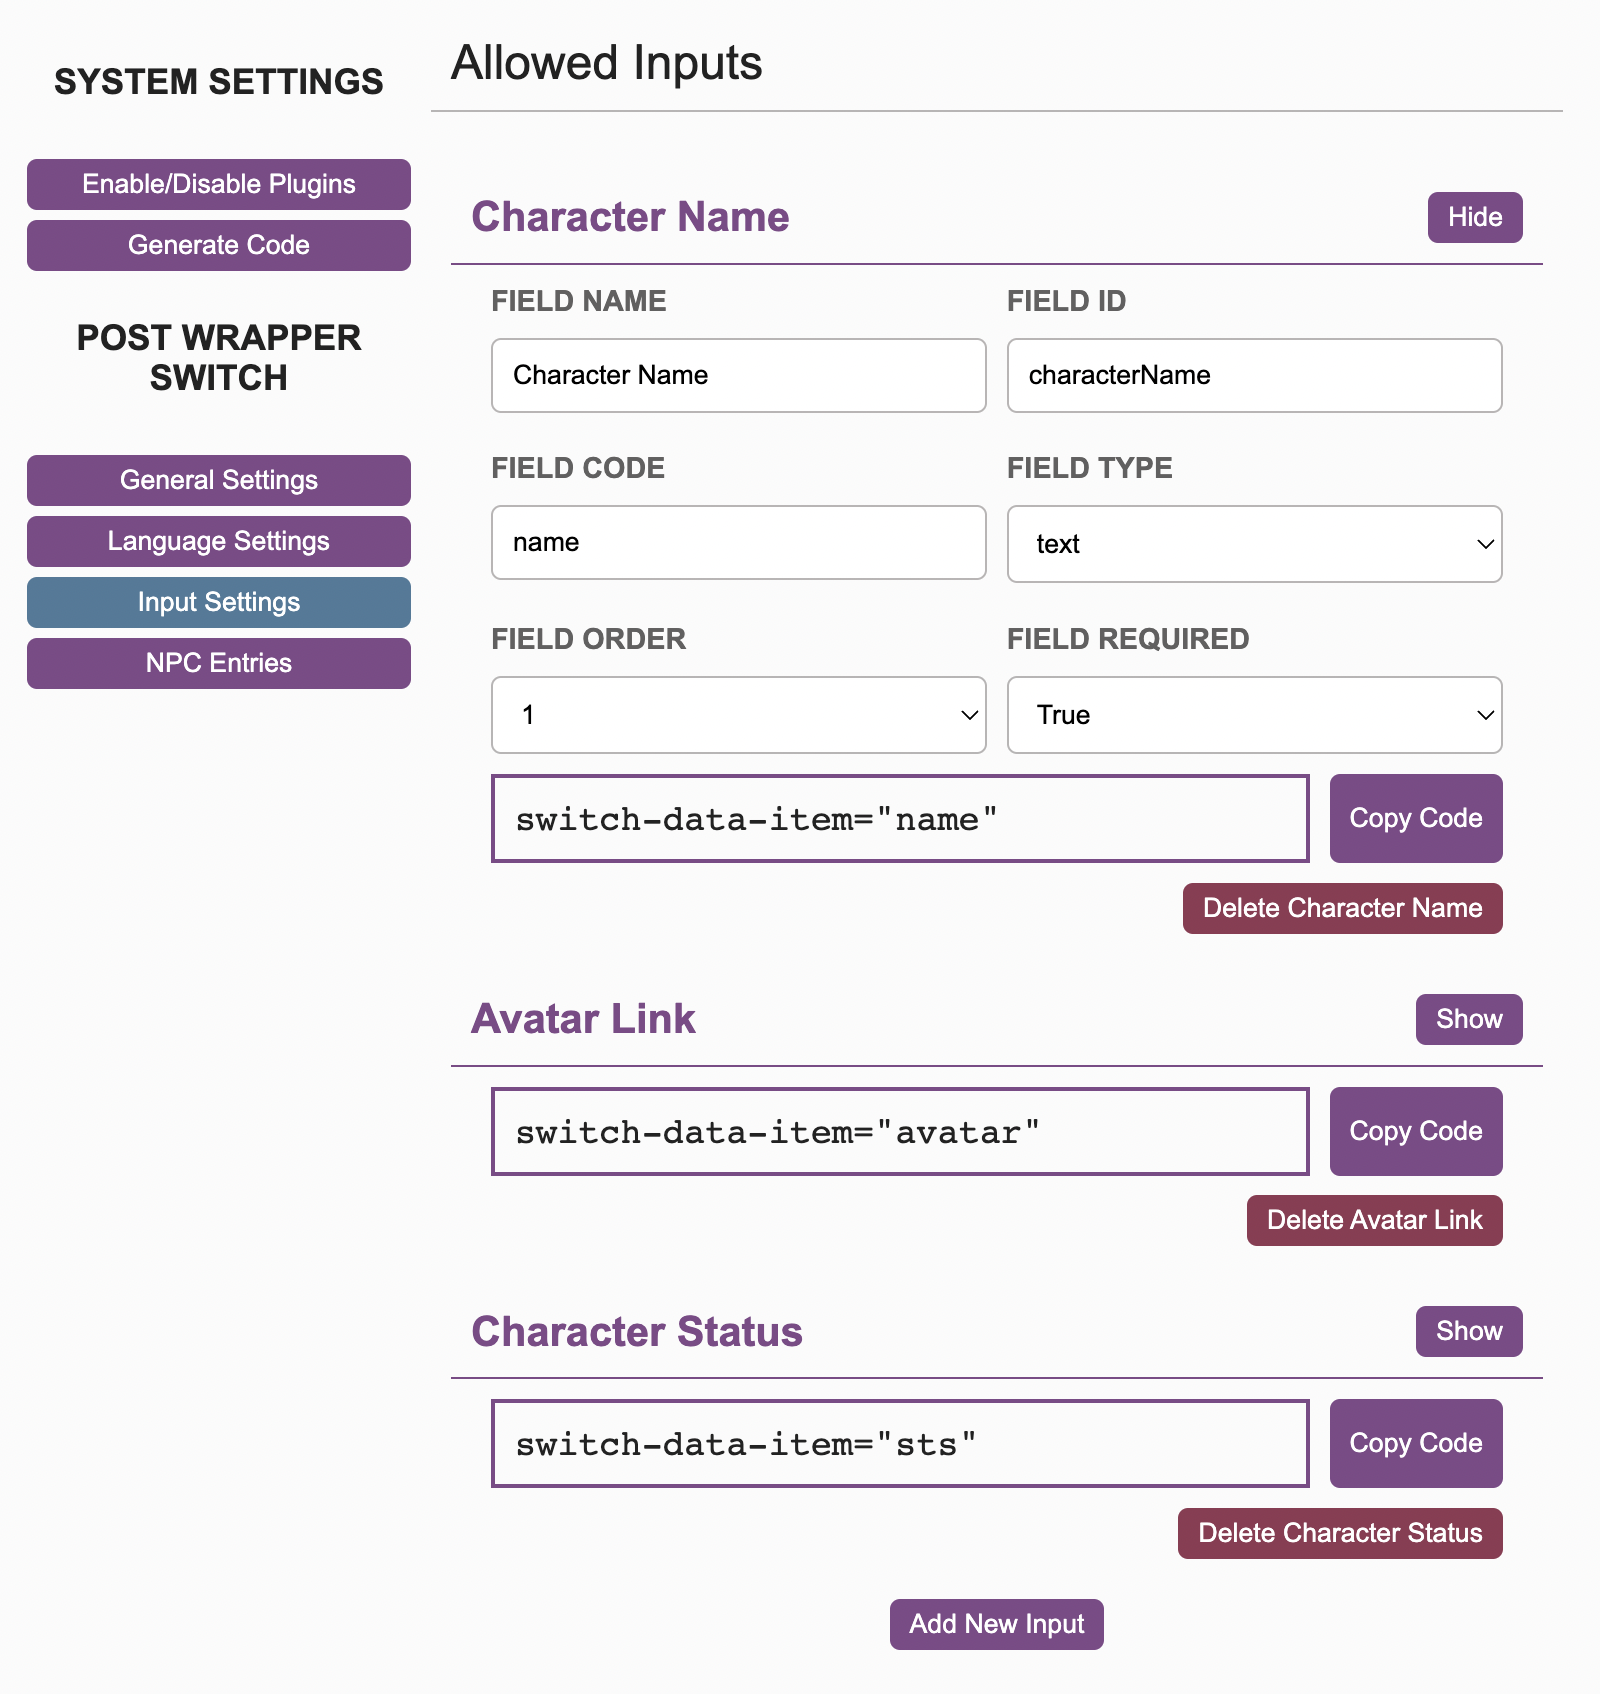 SYSTEM SETTINGS
Enable/Disable Plugins
Generate Code
POST WRAPPER
SWITCH
General Settings
Language Settings
Input Settings
NPC Entries
Allowed Inputs
Character Name
Hide
FIELD NAME
FIELD ID
Character Name
characterName
FIELD CODE
FIELD TYPE
name
text
FIELD ORDER
FIELD REQUIRED
1
True
switch-data-item="name"
Copy Code
Delete Character Name
Avatar Link
Show
switch-data-item="avatar"
Copy Code
Delete Avatar Link
Character Status
Show
switch-data-item="sts"
Copy Code
Delete Character Status
Add New Input